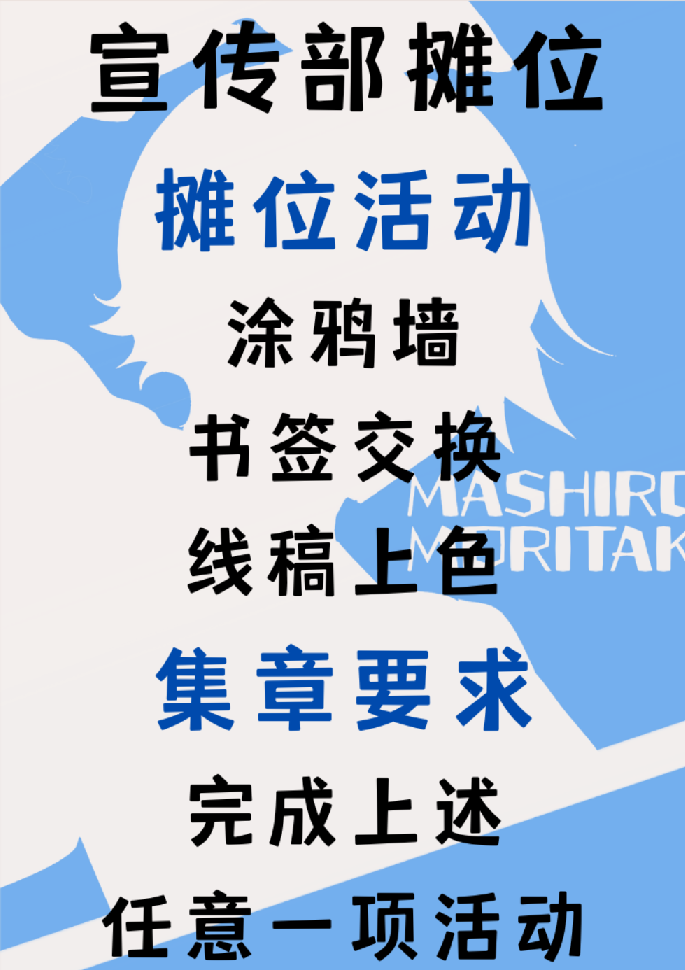 宣传部摊位
摊位活动
涂鸦墙
书签交换
线稿上色
MASHIRO
MORITAK
集章要求
完成上述
任意一项活动